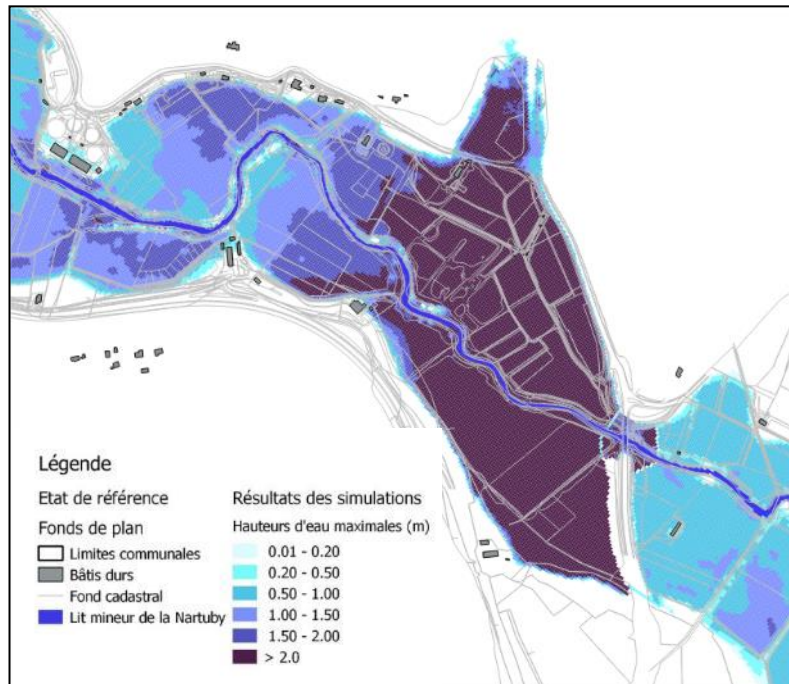 Légende
Etat de référence
Fonds de plan
Limites communales
Bâtis durs
Fond cadastral
Lit mineur de la Nartuby
Résultats des simulations
Hauteurs d'eau maximales (m)
0.01 - 0.20
0.20 - 0.50
0.50 - 1.00
1.00 - 1.50
1.50 - 2.00
> 2.0